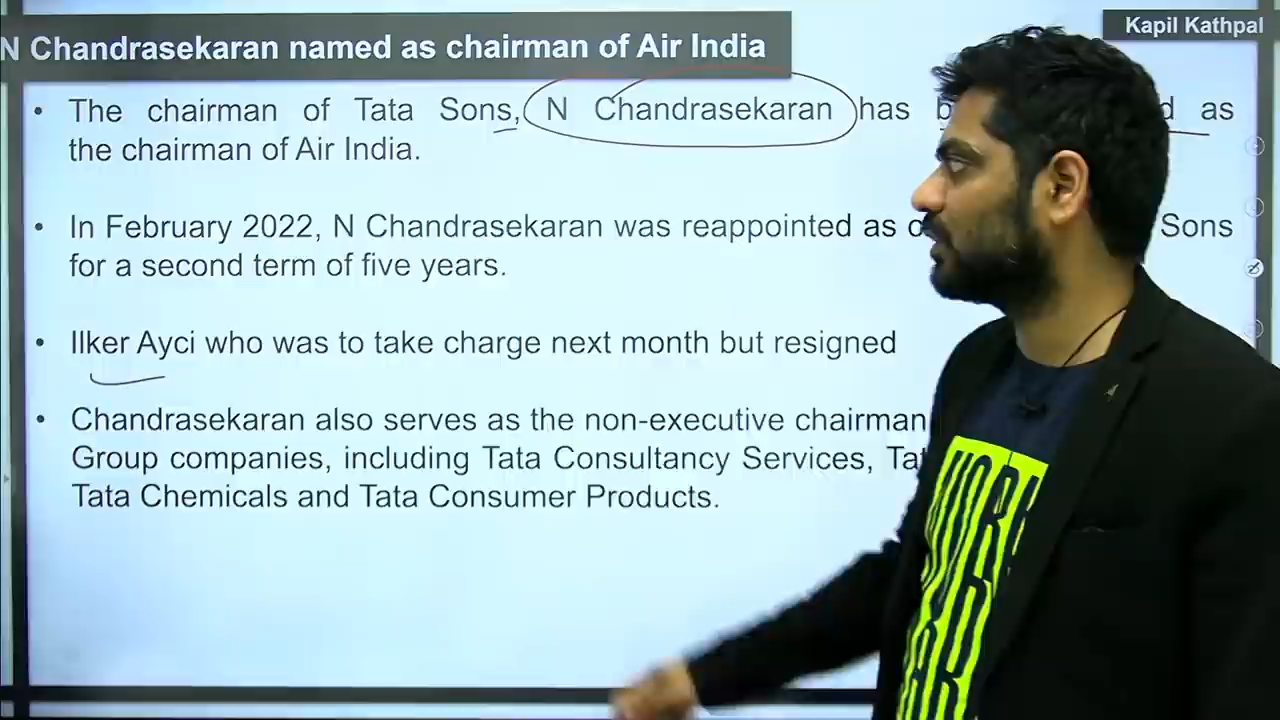 Kapil Kathpal
N Chandrasekaran named as chairman of Air India
• The chairman of Tata Sons, N Chandrasekaran has as
the chairman of Air India.
• In February 2022, N Chandrasekaran was reappointed as Sons
for a second term of five years.
• Ilker Ayci who was to take charge next month but resigned
• Chandrasekaran also serves as the non-executive chairman
Group companies, including Tata Consultancy Services,
Tata Chemicals and Tata Consumer Products.